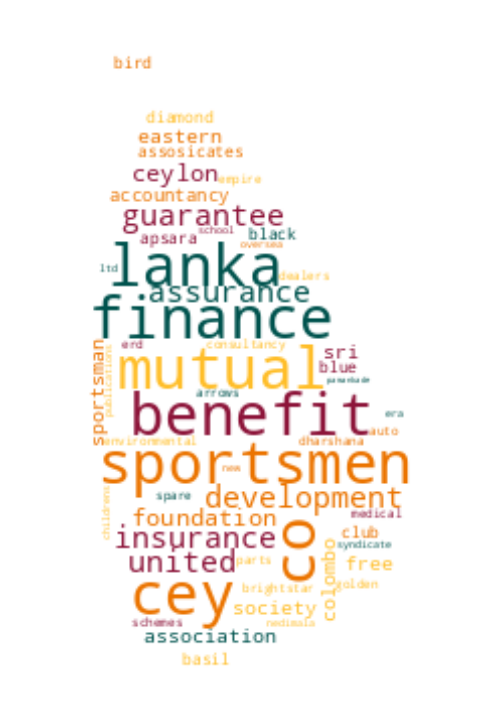 bird
diamond
eastern
assosicates
ceylon empire
accountancy
guarantee
school
apsara black
oversea
lanka
ltd dealers
assurance
finance
erd consultancy
sri
mutual
blue
sportsman
publications
arrows
benefit
era
auto
environmental dharshana
sportsmen
new
childrens
spare development
foundation medical
insurance co club
syndicate
united parts free
colombo
cey brightstar golden
society
schemes nedimala
association
basil